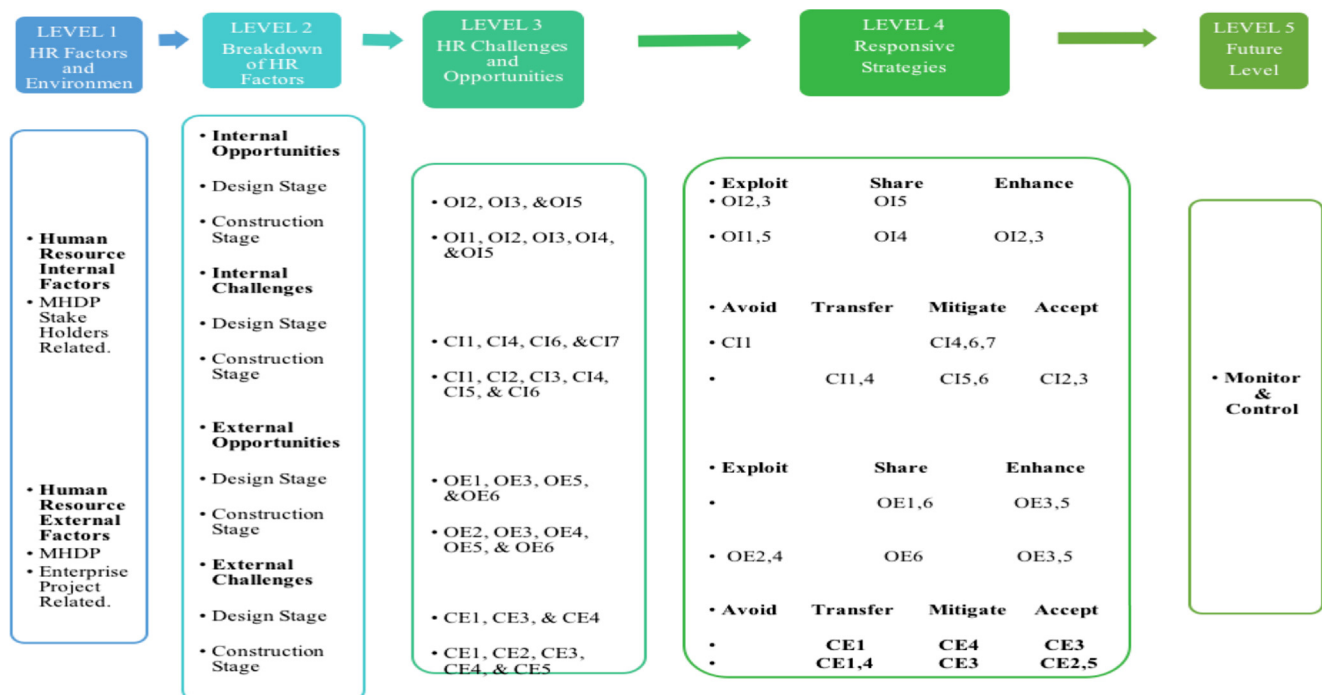 LEVEL 1
HR Factors
and
Environmen
LEVEL 2
Breakdown
of HR
Factors
LEVEL 3
HR Challenges
and
Opportunities
LEVEL 4
Responsive
Strategies
LEVEL 5
Future
Level
• Human
Resource
Internal
Factors
• MHDP
Stake
Holders
Related.
• Human
Resource
External
Factors
• MHDP
• Enterprise
Project
Related.
• Internal
Opportunities
• Design Stage
• Construction
Stage
• Internal
Challenges
• Design Stage
• Construction
Stage
• External
Opportunities
• Design Stage
• Construction
Stage
• External
Challenges
• Design Stage
• Construction
Stage
• OI2, OI3, &OI5
• OI1, OI2, OI3, OI4,
&OI5
• CI1, CI4, CI6, &CI7
• CI1, CI2, CI3, CI4,
CI5, & CI6
• OE1, OE3, OE5,
&OE6
• OE2, OE3, OE4,
OE5, & OE6
• CE1, CE3, & CE4
• CE1, CE2, CE3,
CE4, & CE5
• Exploit Share Enhance
• OI2,3 OI5
• OI1,5 OI4 OI2,3
• Avoid Transfer Mitigate Accept
• CI1 CI4,6,7
• CI1,4 CI5,6 CI2,3
• Exploit Share Enhance
• OE1,6 OE3,5
• OE2,4 OE6 OE3,5
• Avoid Transfer Mitigate Accept
• CE1 CE4 CE3
• CE1,4 CE3 CE2,5
• Monitor
&
Control